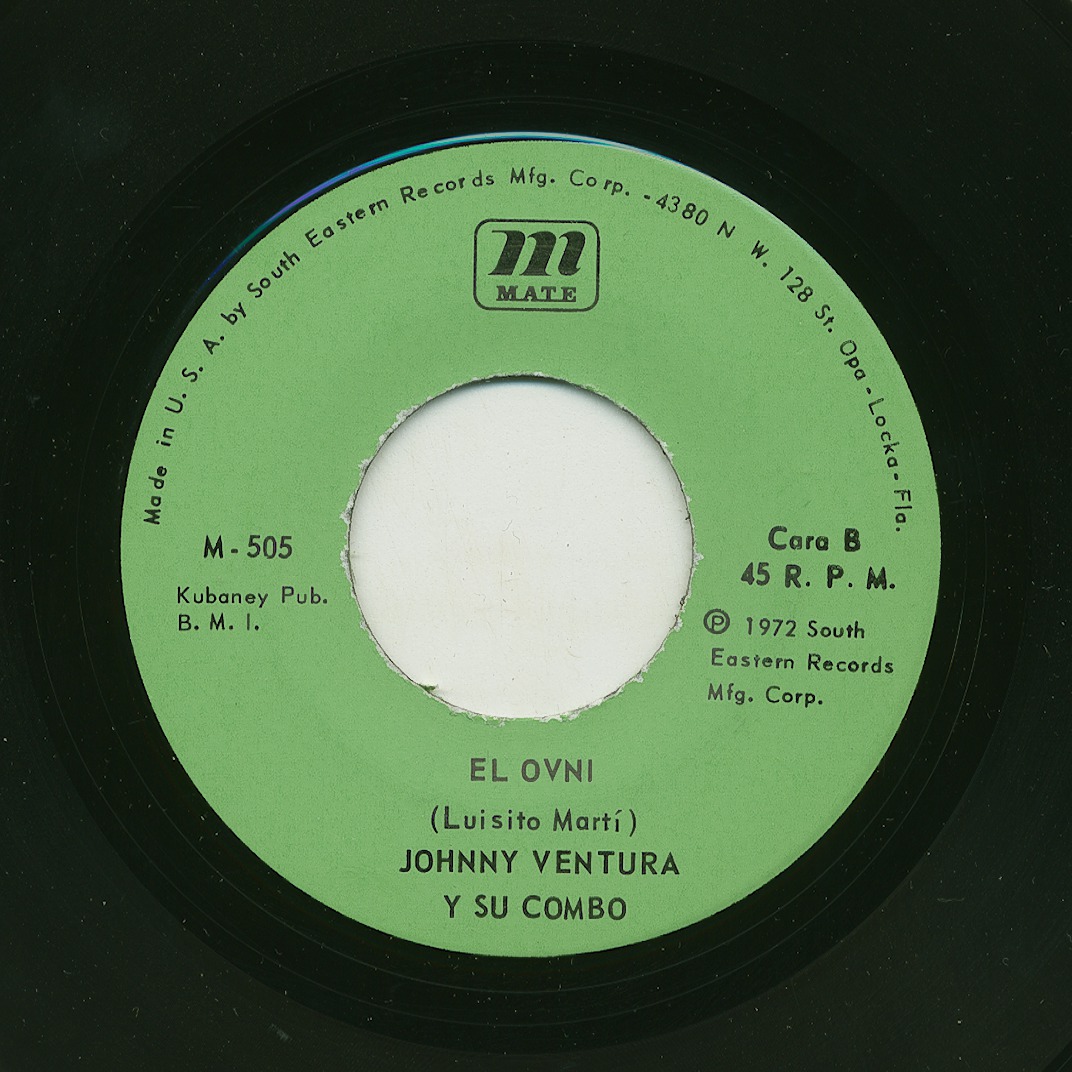 Made in U. S. A. by South Eastern Records Mfg. Corp. - 4380 N W. 128 St. Opa - Locka - Fla.
m
MATE
M - 505
Kubaney Pub.
B. M. I.
Cara B
45 R. P. M.
℗ 1972 South
Eastern Records
Mfg. Corp.
EL OVNI
(Luisito Martí)
JOHNNY VENTURA
Y SU COMBO